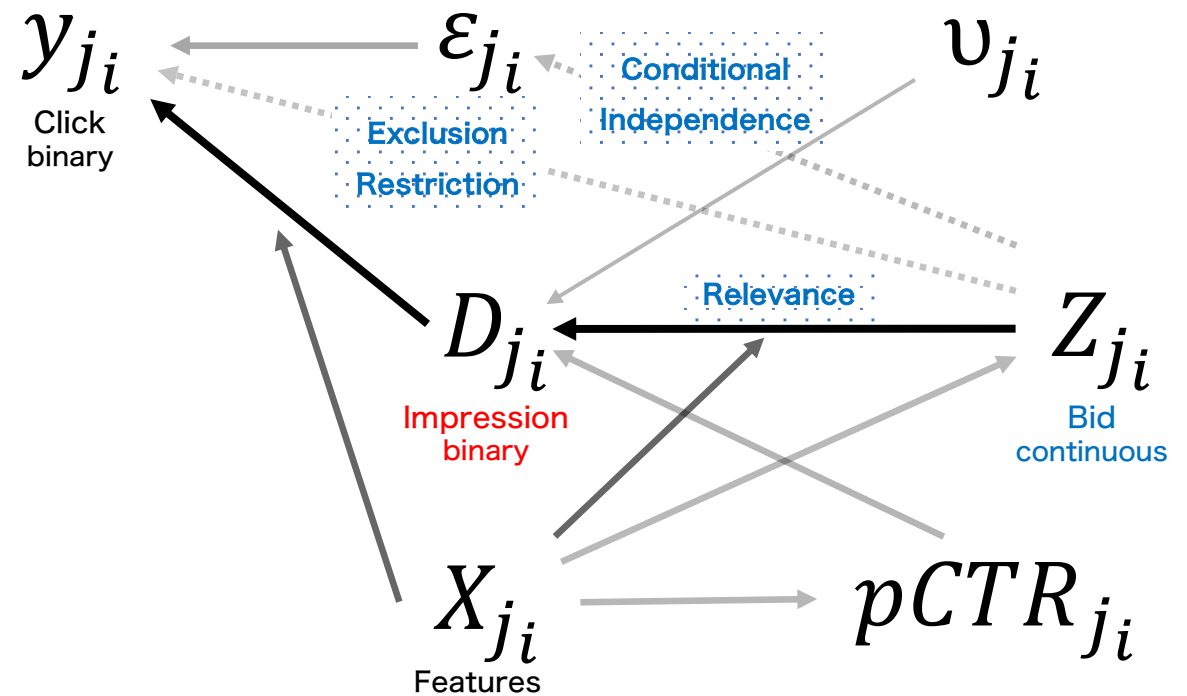 y_{j_i} ε_{j_i} υ_{j_i}
Conditional
Independence
Click
binary
Exclusion
Restriction
Relevance
D_{j_i} Z_{j_i}
Impression
binary
Bid
continuous
X_{j_i} pCTR_{j_i}
Features